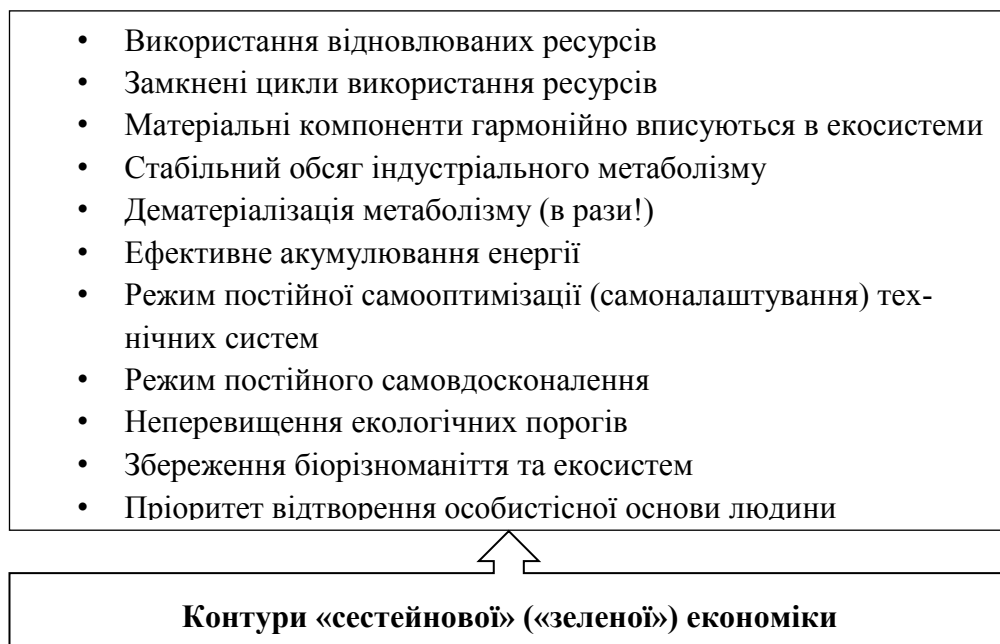 • Використання відновлюваних ресурсів
• Замкнені цикли використання ресурсів
• Матеріальні компоненти гармонійно вписуються в екосистеми
• Стабільний обсяг індустріального метаболізму
• Дематеріалізація метаболізму (в рази!)
• Ефективне акумулювання енергії
• Режим постійної самооптимізації (самоналаштування) тех-
нічних систем
• Режим постійного самовдосконалення
• Неперевищення екологічних порогів
• Збереження біорізноманіття та екосистем
• Пріоритет відтворення особистісної основи людини
Контури «сестейнової» («зеленої») економіки